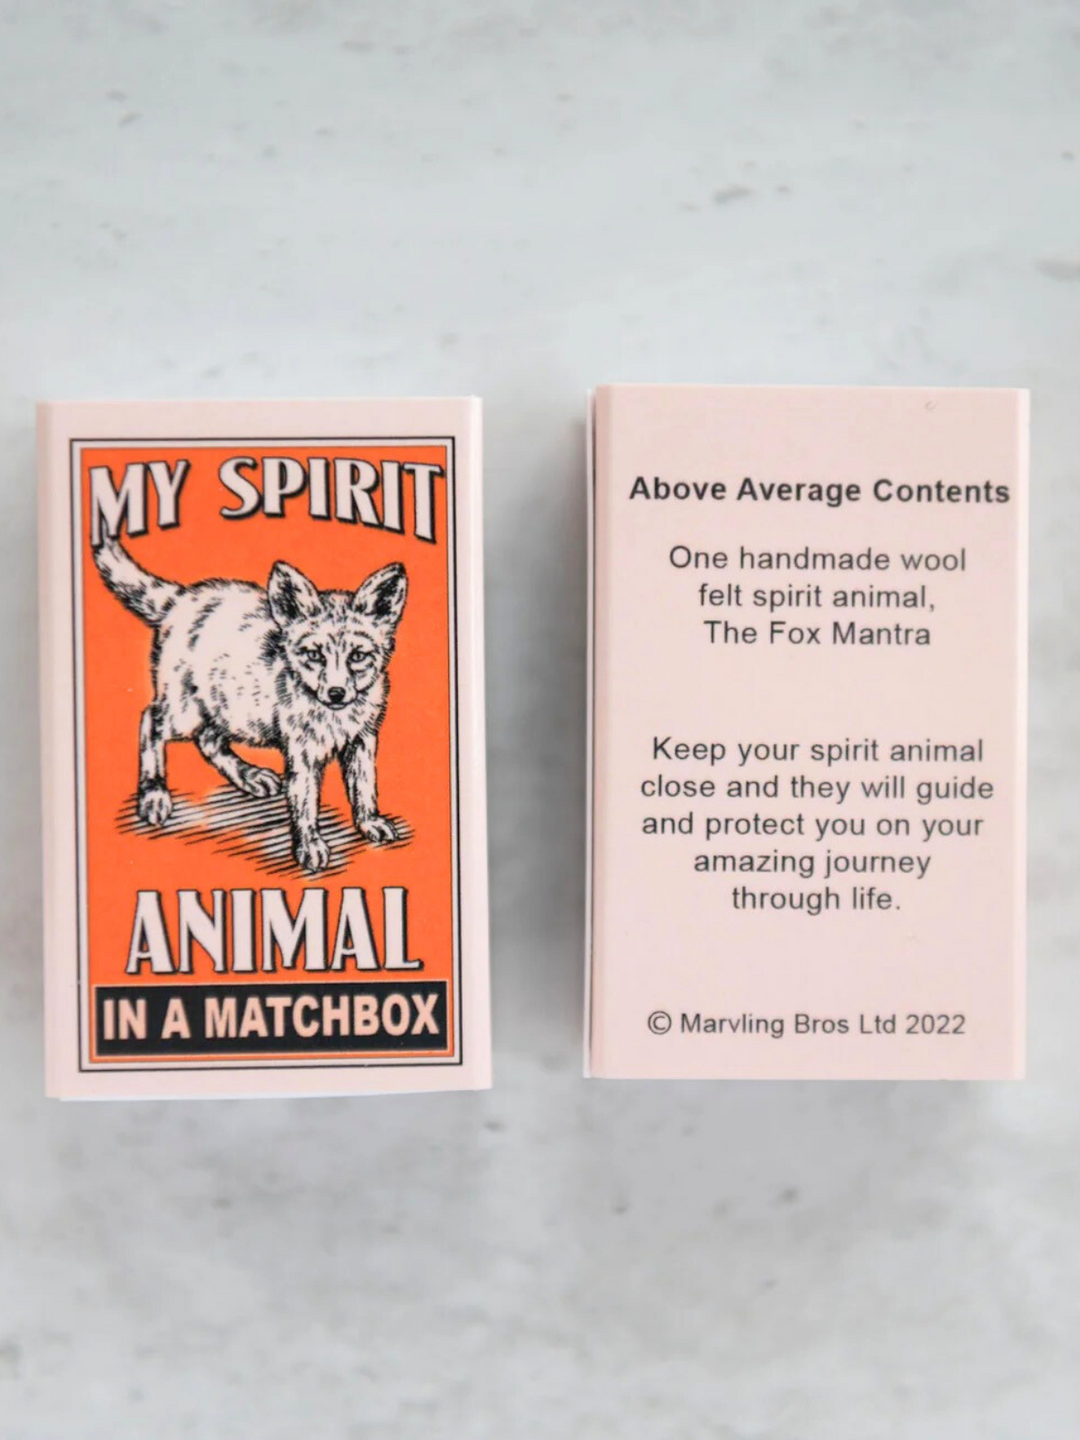 MY SPIRIT
ANIMAL
IN A MATCHBOX
Above Average Contents
One handmade wool
felt spirit animal,
The Fox Mantra
Keep your spirit animal
close and they will guide
and protect you on your
amazing journey
through life.
© Marvling Bros Ltd 2022